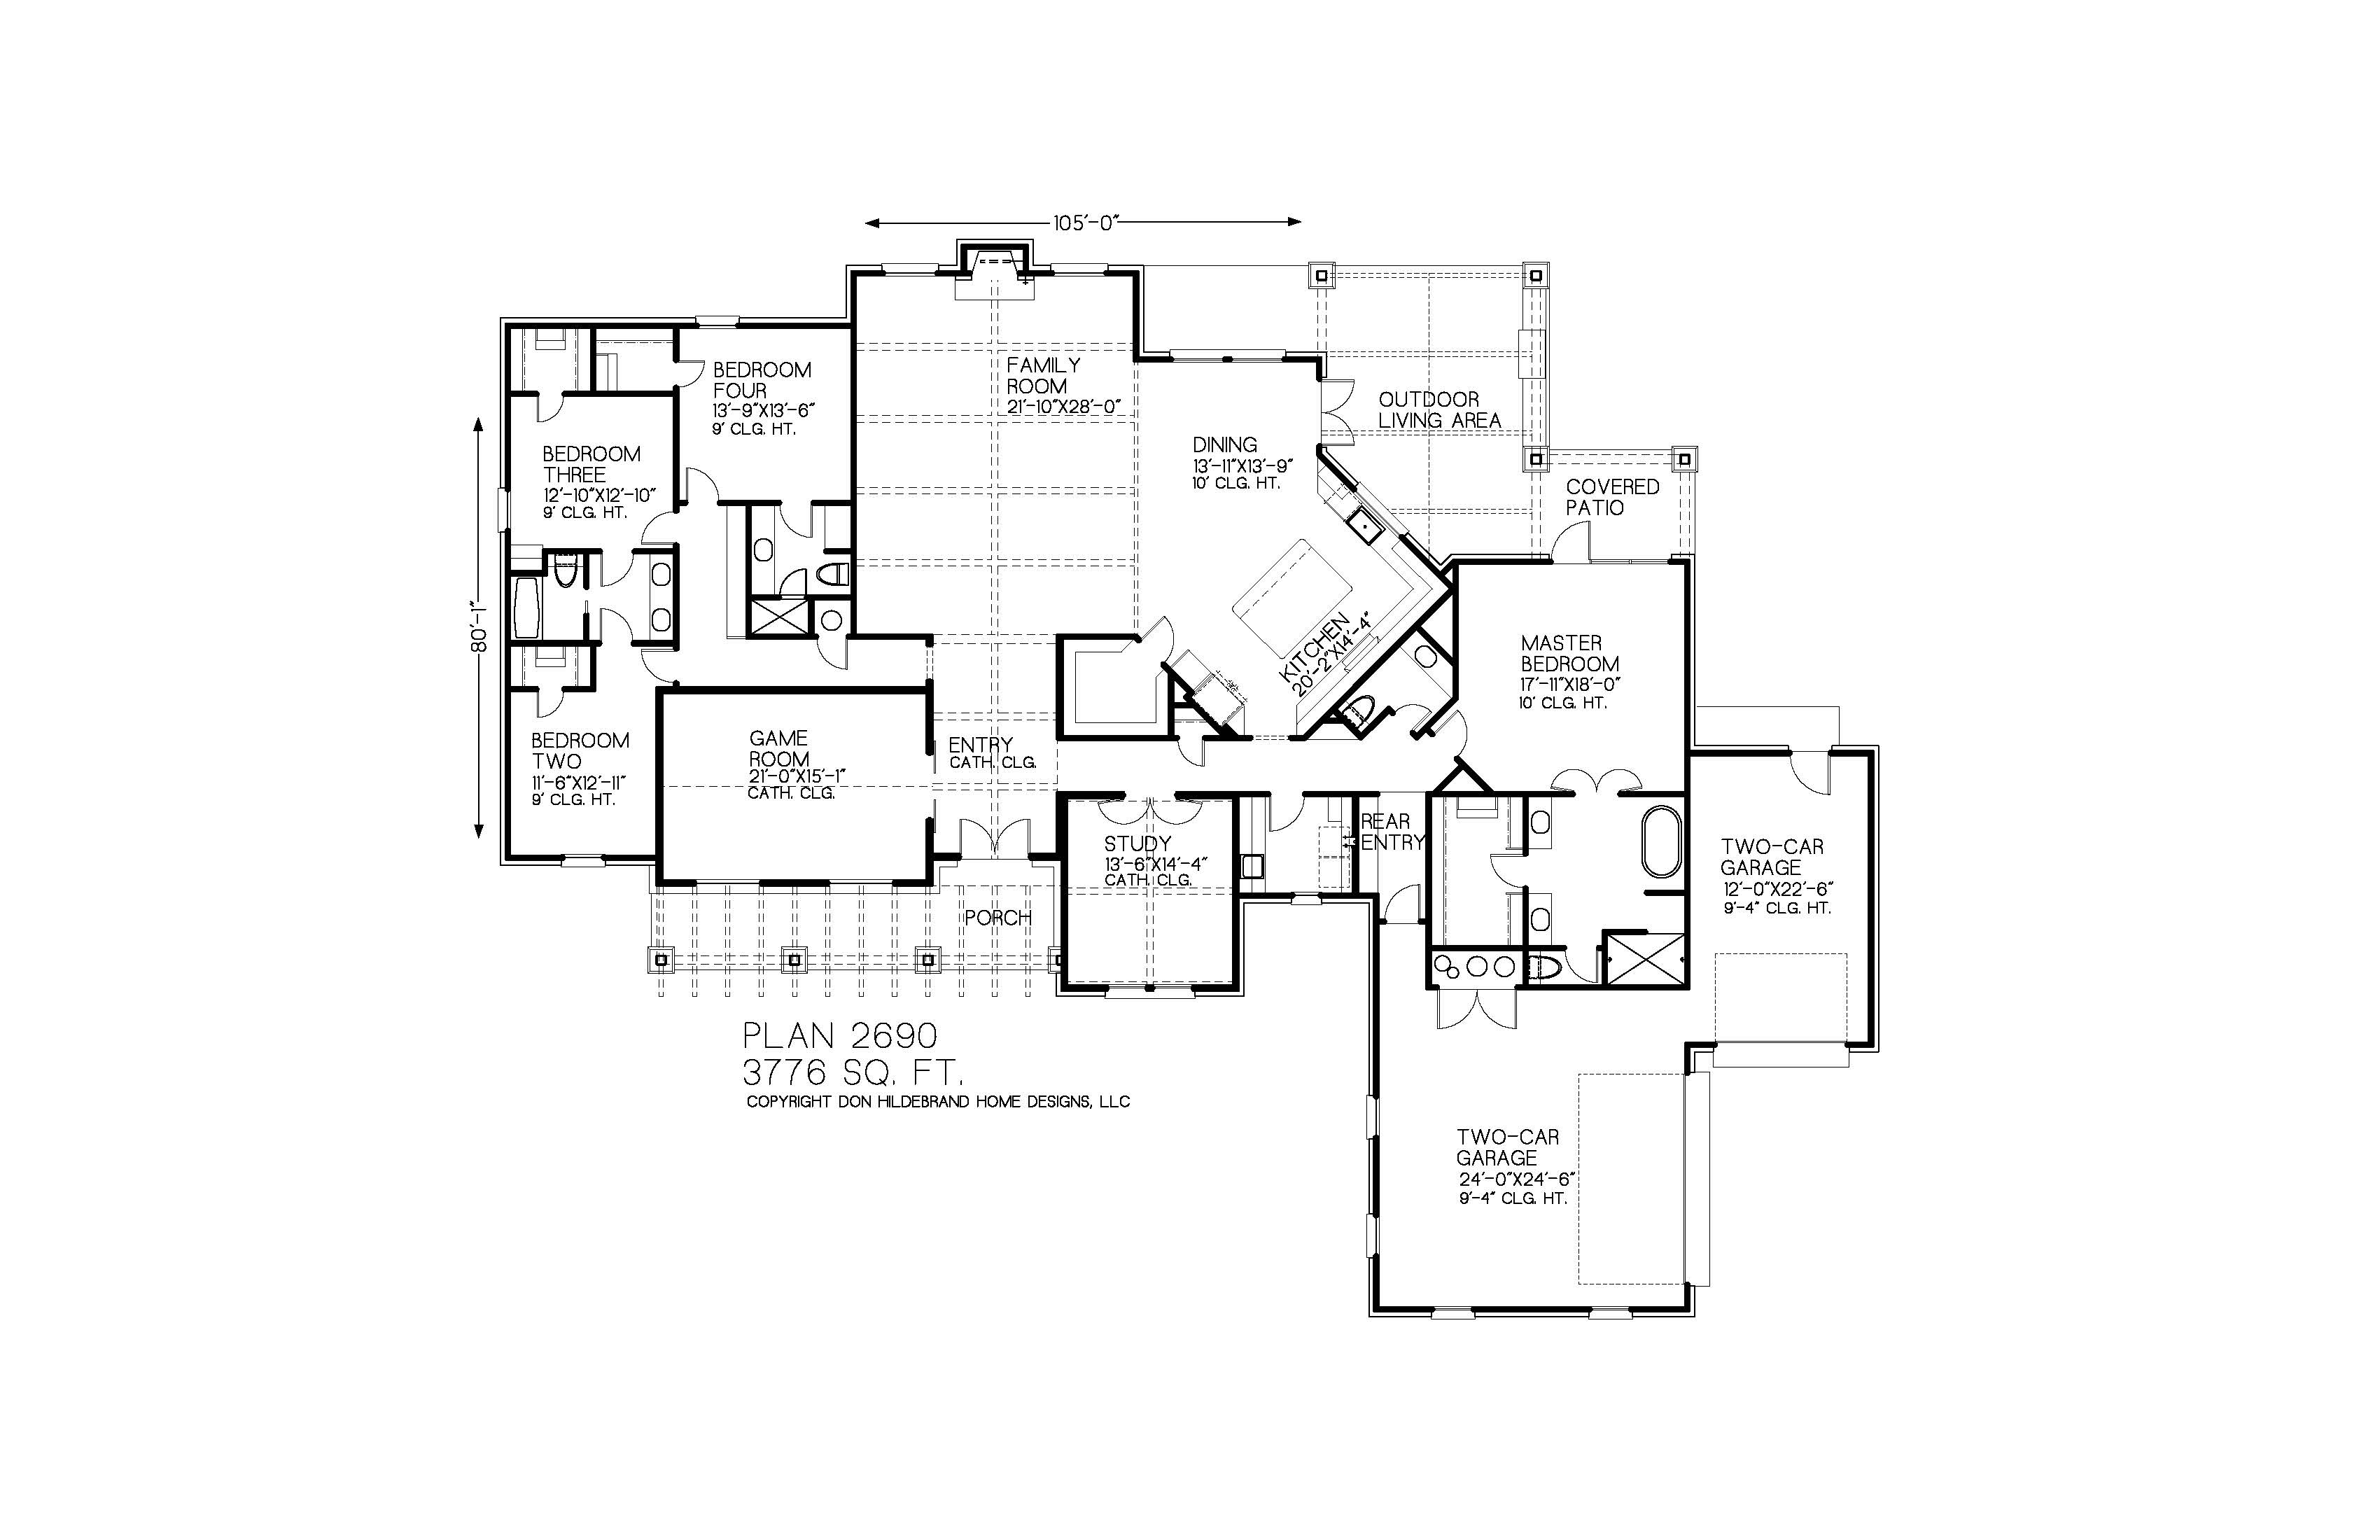 105'-0"
80'-1"
BEDROOM
FOUR
13'-9"X13'-6"
9' CLG. HT.
FAMILY
ROOM
21'-10"X28'-0"
OUTDOOR
LIVING AREA
BEDROOM
THREE
12'-10"X12'-10"
9' CLG. HT.
DINING
13'-11"X13'-9"
10' CLG. HT.
COVERED
PATIO
KITCHEN
20'-2"X14'-4"
MASTER
BEDROOM
17'-11"X18'-0"
10' CLG. HT.
BEDROOM
TWO
11'-6"X12'-11"
9' CLG. HT.
GAME
ROOM
21'-0"X15'-1"
CATH. CLG.
ENTRY
CATH. CLG.
STUDY
13'-6"X14'-4"
CATH. CLG.
REAR
ENTRY
TWO-CAR
GARAGE
12'-0"X22'-6"
9'-4" CLG. HT.
PORCH
PLAN 2690
3776 SQ. FT.
COPYRIGHT DON HILDEBRAND HOME DESIGNS, LLC
TWO-CAR
GARAGE
24'-0"X24'-6"
9'-4" CLG. HT.